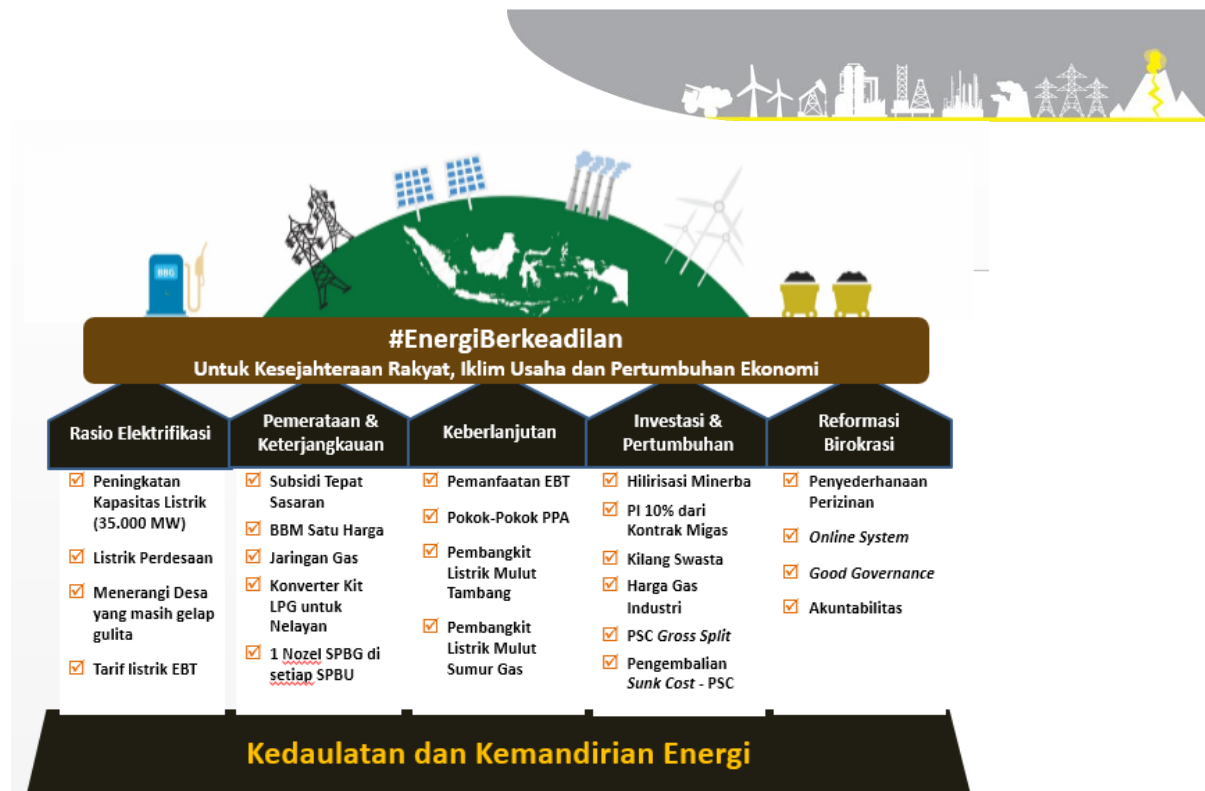 BBG
#EnergiBerkeadilan
Untuk Kesejahteraan Rakyat, Iklim Usaha dan Pertumbuhan Ekonomi
Rasio Elektrifikasi
Peningkatan
Kapasitas Listrik
(35.000 MW)
Listrik Perdesaan
Menerangi Desa
yang masih gelap
gulita
Tarif listrik EBT
Pemerataan &
Keterjangkauan
Subsidi Tepat
Sasaran
BBM Satu Harga
Jaringan Gas
Konverter Kit
LPG untuk
Nelayan
1 Nozel SPBG di
setiap SPBU
Keberlanjutan
Pemanfaatan EBT
Pokok-Pokok PPA
Pembangkit
Listrik Mulut
Tambang
Pembangkit
Listrik Mulut
Sumur Gas
Investasi &
Pertumbuhan
Hilirisasi Minerba
PI 10% dari
Kontrak Migas
Kilang Swasta
Harga Gas
Industri
PSC Gross Split
Pengembalian
Sunk Cost - PSC
Reformasi
Birokrasi
Penyederhanaan
Perizinan
Online System
Good Governance
Akuntabilitas
Kedaulatan dan Kemandirian Energi